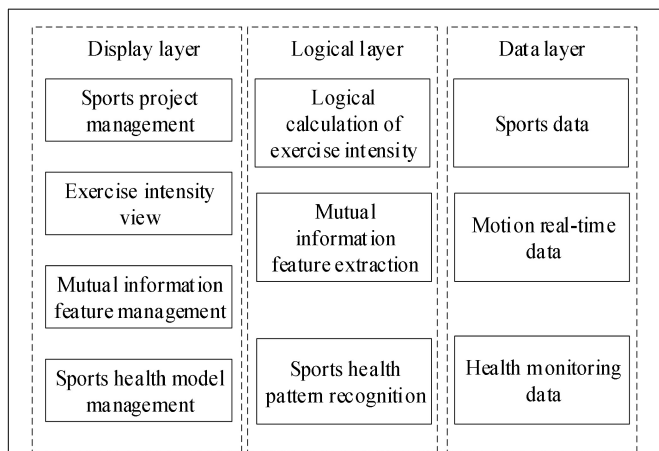 Display layer
Sports project
management
Exercise intensity
view
Mutual information
feature management
Sports health model
management
Logical layer
Logical
calculation of
exercise intensity
Mutual
information
feature extraction
Sports health
pattern recognition
Data layer
Sports data
Motion real-time
data
Health monitoring
data